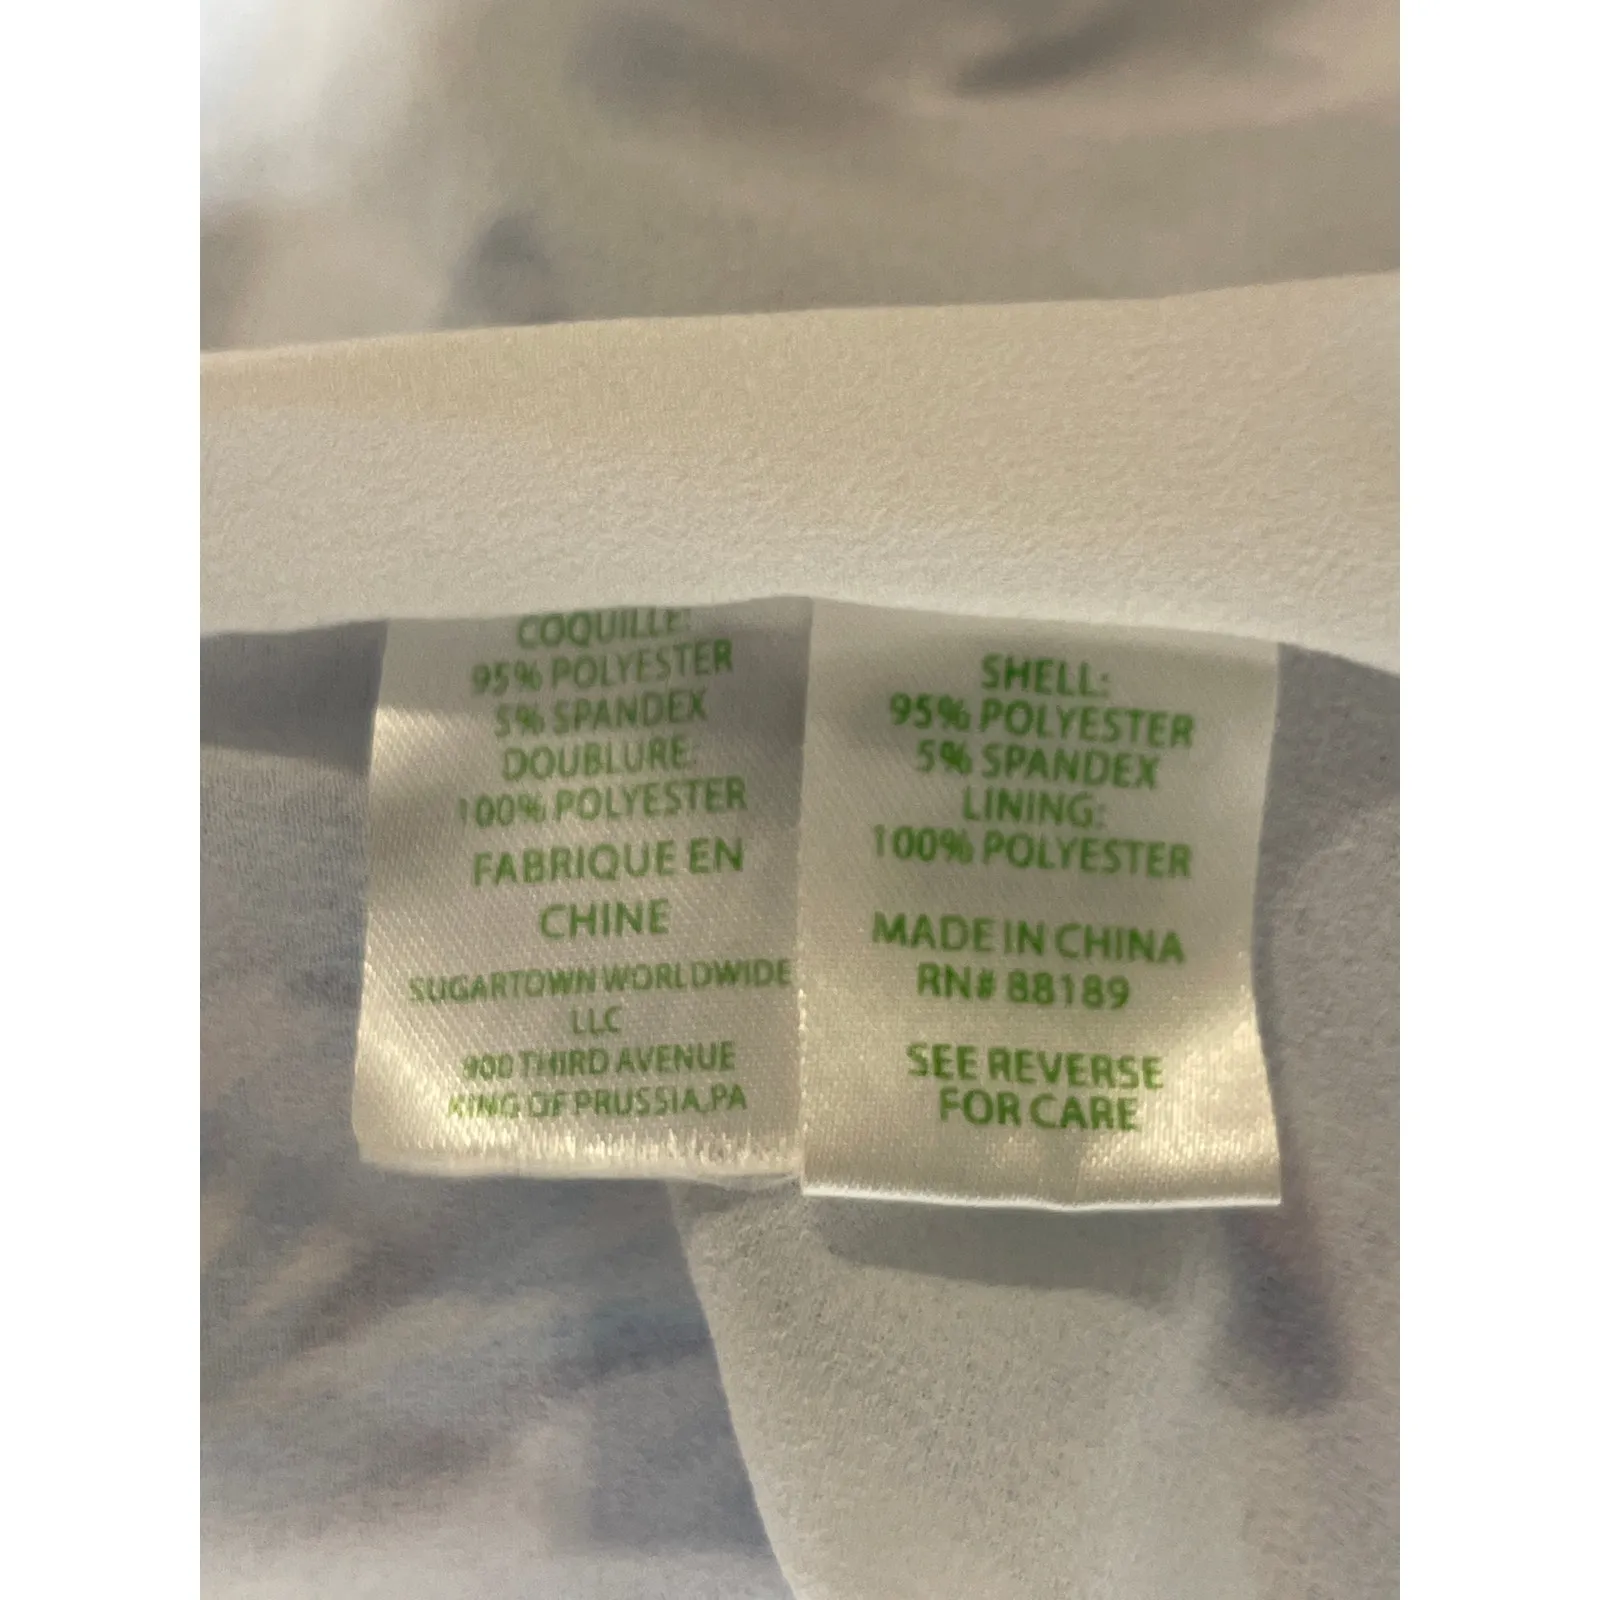 COQUILLE:
95% POLYESTER
5% SPANDEX
DOUBLURE:
100% POLYESTER
FABRIQUE EN
CHINE
SUGARTOWN WORLDWIDE
LLC
900 THIRD AVENUE
KING OF PRUSSIA,PA
SHELL:
95% POLYESTER
5% SPANDEX
LINING:
100% POLYESTER
MADE IN CHINA
RN# 88189
SEE REVERSE
FOR CARE